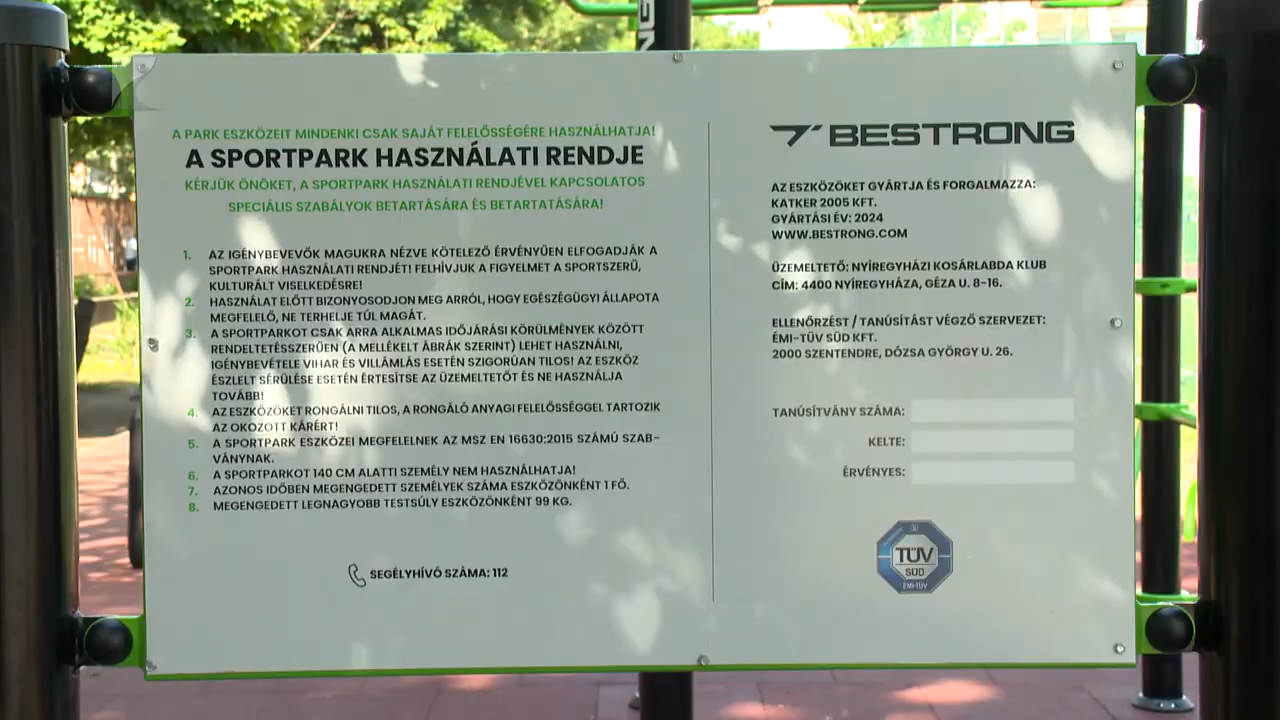 A PARK ESZKÖZEIT MINDENKI CSAK SAJÁT FELELŐSSÉGÉRE HASZNÁLHATJA!
A SPORTPARK HASZNÁLATI RENDJE
KÉRJÜK ÖNÖKET, A SPORTPARK HASZNÁLATI RENDJÉVEL KAPCSOLATOS
SPECIÁLIS SZABÁLYOK BETARTÁSÁRA ÉS BETARTATÁSÁRA!
1. AZ IGÉNYBEVEVŐK MAGUKRA NÉZVE KÖTELEZŐ ÉRVÉNYŰEN ELFOGADJÁK A
SPORTPARK HASZNÁLATI RENDJÉT! FELHÍVJUK A FIGYELMET A SPORTSZERŰ,
KULTURÁLT VISELKEDÉSRE!
2. HASZNÁLAT ELŐTT BIZONYOSODJON MEG ARRÓL, HOGY EGÉSZÉGÜGYI ÁLLAPOTA
MEGFELELŐ, NE TERHELJE TÚL MAGÁT.
3. A SPORTPARKOT CSAK ARRA ALKALMAS IDŐJÁRÁSI KÖRÜLMÉNYEK KÖZÖTT
RENDELTETÉSSZERŰEN (A MELLÉKELT ÁBRÁK SZERINT) LEHET HASZNÁLNI,
IGÉNYBEVÉTELE VIHAR ÉS VILLÁMLÁS ESETÉN SZIGORÚAN TILOS! AZ ESZKÖZ
ÉSZLELT SÉRÜLÉSE ESETÉN ÉRTESÍTSE AZ ÜZEMELTETŐT ÉS NE HASZNÁLJA
TOVÁBB!
4. AZ ESZKÖZÖKET RONGÁLNI TILOS, A RONGÁLÓ ANYAGI FELELŐSSÉGGEL TARTOZIK
AZ OKOZOTT KÁRÉRT!
5. A SPORTPARK ESZKÖZEI MEGFELELNEK AZ MSZ EN 16630:2015 SZÁMÚ SZAB-
VÁNYNAK.
6. A SPORTPARKOT 140 CM ALATTI SZEMÉLY NEM HASZNÁLHATJA!
7. AZONOS IDŐBEN MEGENGEDETT SZEMÉLYEK SZÁMA ESZKÖZÖNKÉNT 1 FŐ.
8. MEGENGEDETT LEGNAGYOBB TESTSÚLY ESZKÖZÖNKÉNT 99 KG.
SEGÉLYHÍVÓ SZÁMA: 112
BESTRONG
AZ ESZKÖZÖKET GYÁRTJA ÉS FORGALMAZZA:
KATKER 2005 KFT.
GYÁRTÁSI ÉV: 2024
WWW.BESTRONG.COM
ÜZEMELTETŐ: NYÍREGYHÁZI KOSÁRLABDA KLUB
CÍM: 4400 NYÍREGYHÁZA, GÉZA U. 8-16.
ELLENŐRZÉST / TANÚSÍTÁST VÉGZŐ SZERVEZET:
ÉMI-TÜV SÜD KFT.
2000 SZENTENDRE, DÓZSA GYÖRGY U. 26.
TANÚSÍTVÁNY SZÁMA:
KELTE:
ÉRVÉNYES:
TÜV
SÜD
ÉMI-TÜV